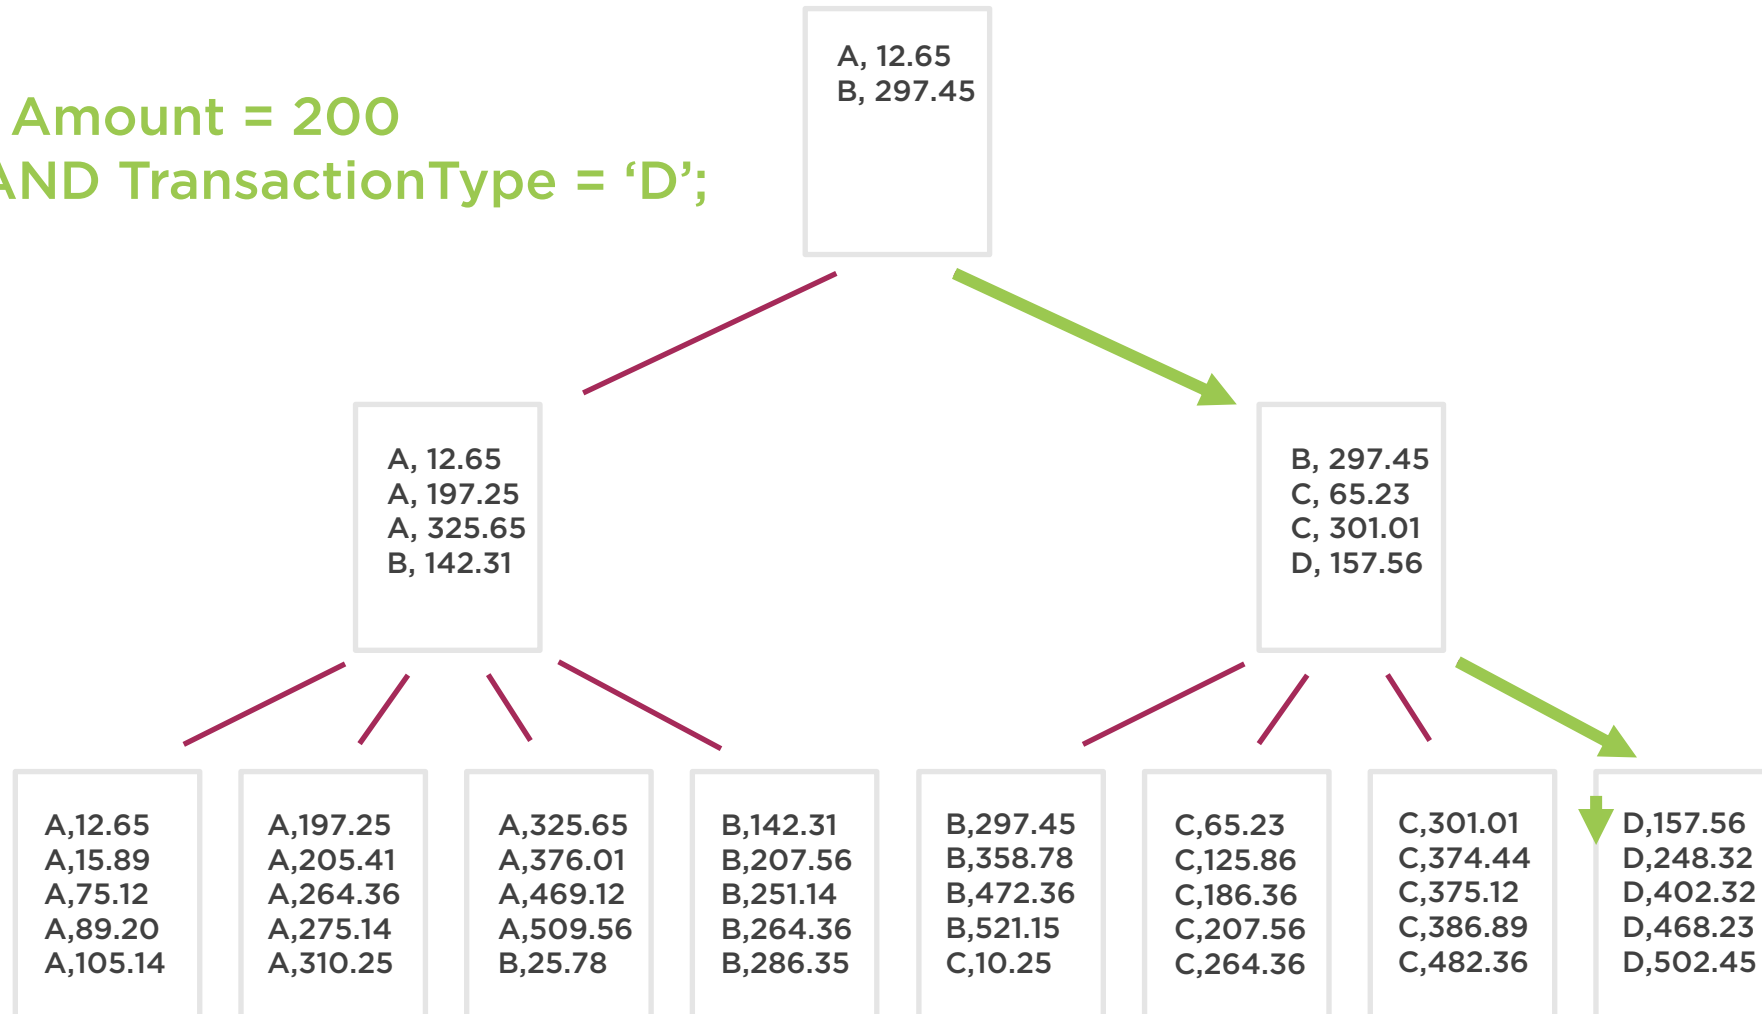 A, 12.65
B, 297.45
Amount = 200
AND TransactionType = ‘D’;
A, 12.65
A, 197.25
A, 325.65
B, 142.31
B, 297.45
C, 65.23
C, 301.01
D, 157.56
A,12.65
A,15.89
A,75.12
A,89.20
A,105.14
A,197.25
A,205.41
A,264.36
A,275.14
A,310.25
A,325.65
A,376.01
A,469.12
A,509.56
B,25.78
B,142.31
B,207.56
B,251.14
B,264.36
B,286.35
B,297.45
B,358.78
B,472.36
B,521.15
C,10.25
C,65.23
C,125.86
C,186.36
C,207.56
C,264.36
C,301.01
C,374.44
C,375.12
C,386.89
C,482.36
D,157.56
D,248.32
D,402.32
D,468.23
D,502.45